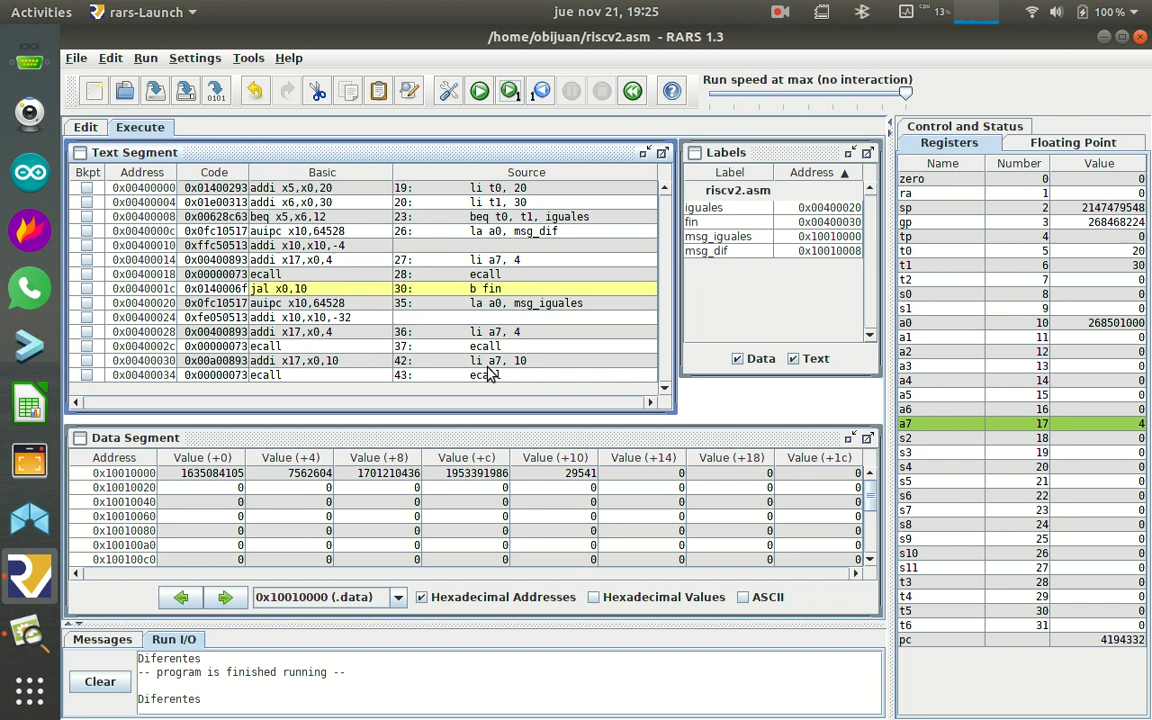 Activities rars-Launch jue nov 21, 19:25 cpu 13% 100%
/home/obijuan/riscv2.asm - RARS 1.3
File Edit Run Settings Tools Help
Run speed at max (no interaction)
Edit Execute
Text Segment
Bkpt Address Code Basic Source
0x00400000 0x01400293 addi x5,x0,20 19: li t0, 20
0x00400004 0x01e00313 addi x6,x0,30 20: li t1, 30
0x00400008 0x00628c63 beq x5,x6,12 23: beq t0, t1, iguales
0x0040000c 0x0fc10517 auipc x10,64528 26: la a0, msg_dif
0x00400010 0xffc50513 addi x10,x10,-4
0x00400014 0x00400893 addi x17,x0,4 27: li a7, 4
0x00400018 0x00000073 ecall 28: ecall
0x0040001c 0x0140006f jal x0,10 30: b fin
0x00400020 0x0fc10517 auipc x10,64528 35: la a0, msg_iguales
0x00400024 0xfe050513 addi x10,x10,-32
0x00400028 0x00400893 addi x17,x0,4 36: li a7, 4
0x0040002c 0x00000073 ecall 37: ecall
0x00400030 0x00a00893 addi x17,x0,10 42: li a7, 10
0x00400034 0x00000073 ecall 43: ecall
Labels
Label Address ▲
riscv2.asm
iguales 0x00400020
fin 0x00400030
msg_iguales 0x10010000
msg_dif 0x10010008
Data Text
Data Segment
Address Value (+0) Value (+4) Value (+8) Value (+c) Value (+10) Value (+14) Value (+18) Value (+1c)
0x10010000 1635084105 7562604 1701210436 1953391986 29541 0 0 0
0x10010020 0 0 0 0 0 0 0 0
0x10010040 0 0 0 0 0 0 0 0
0x10010060 0 0 0 0 0 0 0 0
0x10010080 0 0 0 0 0 0 0 0
0x100100a0 0 0 0 0 0 0 0 0
0x100100c0 0 0 0 0 0 0 0 0
0x10010000 (.data) Hexadecimal Addresses Hexadecimal Values ASCII
Messages Run I/O
Clear
Diferentes
-- program is finished running --
Diferentes
Control and Status
Registers Floating Point
Name Number Value
zero 0 0
ra 1 0
sp 2 2147479548
gp 3 268468224
tp 4 0
t0 5 20
t1 6 30
t2 7 0
s0 8 0
s1 9 0
a0 10 268501000
a1 11 0
a2 12 0
a3 13 0
a4 14 0
a5 15 0
a6 16 0
a7 17 4
s2 18 0
s3 19 0
s4 20 0
s5 21 0
s6 22 0
s7 23 0
s8 24 0
s9 25 0
s10 26 0
s11 27 0
t3 28 0
t4 29 0
t5 30 0
t6 31 0
pc 4194332